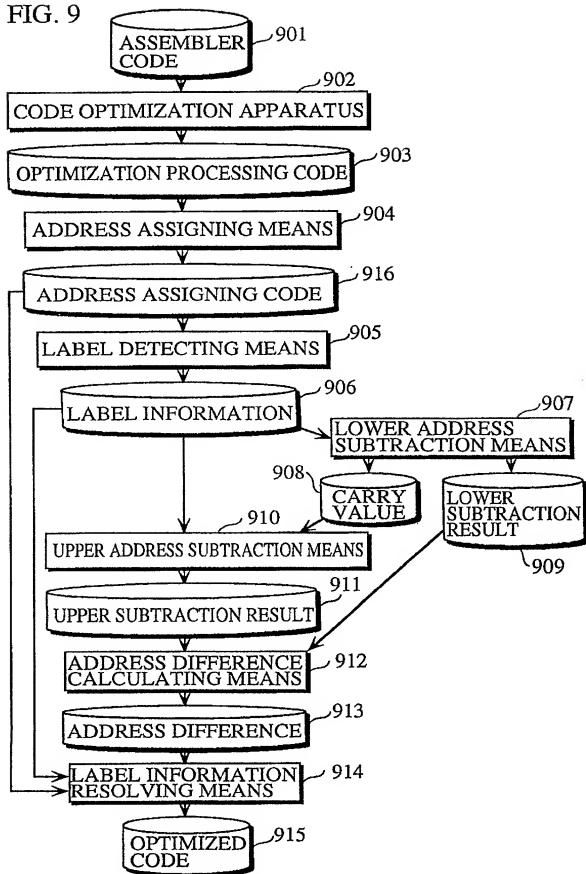 FIG. 9
ASSEMBLER
CODE
901
902
CODE OPTIMIZATION APPARATUS
903
OPTIMIZATION PROCESSING CODE
904
ADDRESS ASSIGNING MEANS
916
ADDRESS ASSIGNING CODE
905
LABEL DETECTING MEANS
906
LABEL INFORMATION
907
LOWER ADDRESS
SUBTRACTION MEANS
908
CARRY
VALUE
LOWER
SUBTRACTION
RESULT
909
910
UPPER ADDRESS SUBTRACTION MEANS
911
UPPER SUBTRACTION RESULT
ADDRESS DIFFERENCE
CALCULATING MEANS
912
913
ADDRESS DIFFERENCE
LABEL INFORMATION
RESOLVING MEANS
914
OPTIMIZED
CODE
915